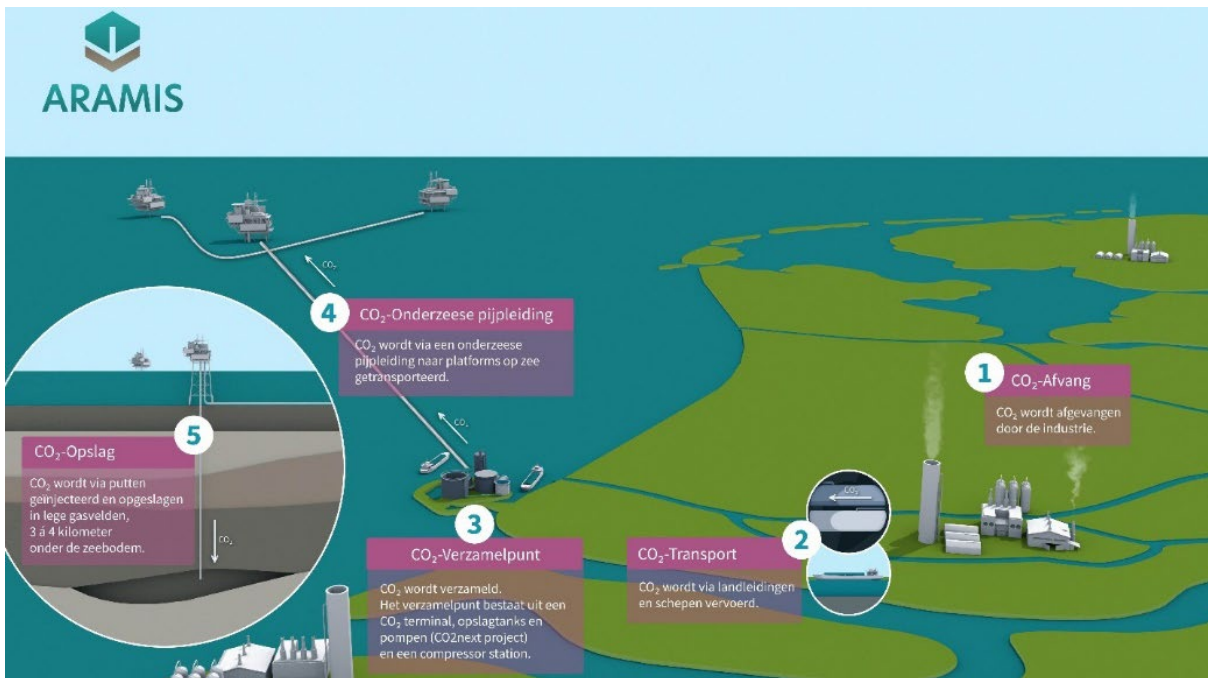 ARAMIS
1
CO₂-Afvang
CO₂ wordt afgevangen
door de industrie.
2
CO₂
CO₂-Transport
CO₂ wordt via landleidingen
en schepen vervoerd.
3
CO₂-Verzamelpunt
CO₂ wordt verzameld.
Het verzamelpunt bestaat uit een
CO₂ terminal, opslagtanks en
pompen (CO2next project)
en een compressor station.
4
CO₂-Onderzeese pijpleiding
CO₂ wordt via een onderzeese
pijpleiding naar platforms op zee
getransporteerd.
CO₂
CO₂
5
CO₂-Opslag
CO₂ wordt via putten
geïnjecteerd en opgeslagen
in lege gasvelden,
3 á 4 kilometer
onder de zeebodem.
CO₂